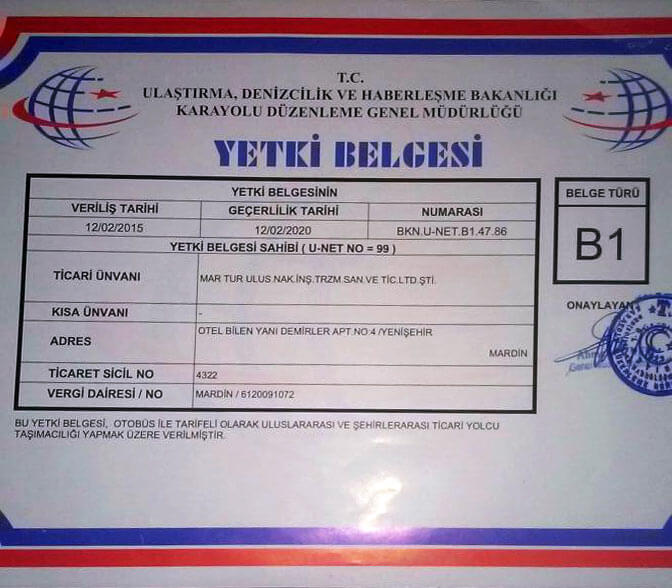 T.C.
ULAŞTIRMA, DENİZCİLİK VE HABERLEŞME BAKANLIĞI
KARAYOLU DÜZENLEME GENEL MÜDÜRLÜĞÜ
YETKİ BELGESİ
YETKİ BELGESİNİN
VERİLİŞ TARİHİ GEÇERLİLİK TARİHİ NUMARASI
12/02/2015 12/02/2020 BKN.U-NET.B1.47.86
YETKİ BELGESİ SAHİBİ ( U-NET NO = 99 )
TİCARİ ÜNVANI MAR TUR ULUS.NAK.İNŞ.TRZM.SAN.VE TİC.LTD.ŞTİ.
KISA ÜNVANI -
ADRES OTEL BİLEN YANI DEMİRLER APT.NO:4 /YENİŞEHİR
MARDİN
TİCARET SİCİL NO 4322
VERGİ DAİRESİ / NO MARDİN / 6120091072
BELGE TÜRÜ
B1
ONAYLAYAN
BU YETKİ BELGESİ, OTOBÜS İLE TARİFELİ OLARAK ULUSLARARASI VE ŞEHİRLERARASI TİCARİ YOLCU
TAŞIMACILIĞI YAPMAK ÜZERE VERİLMİŞTİR.